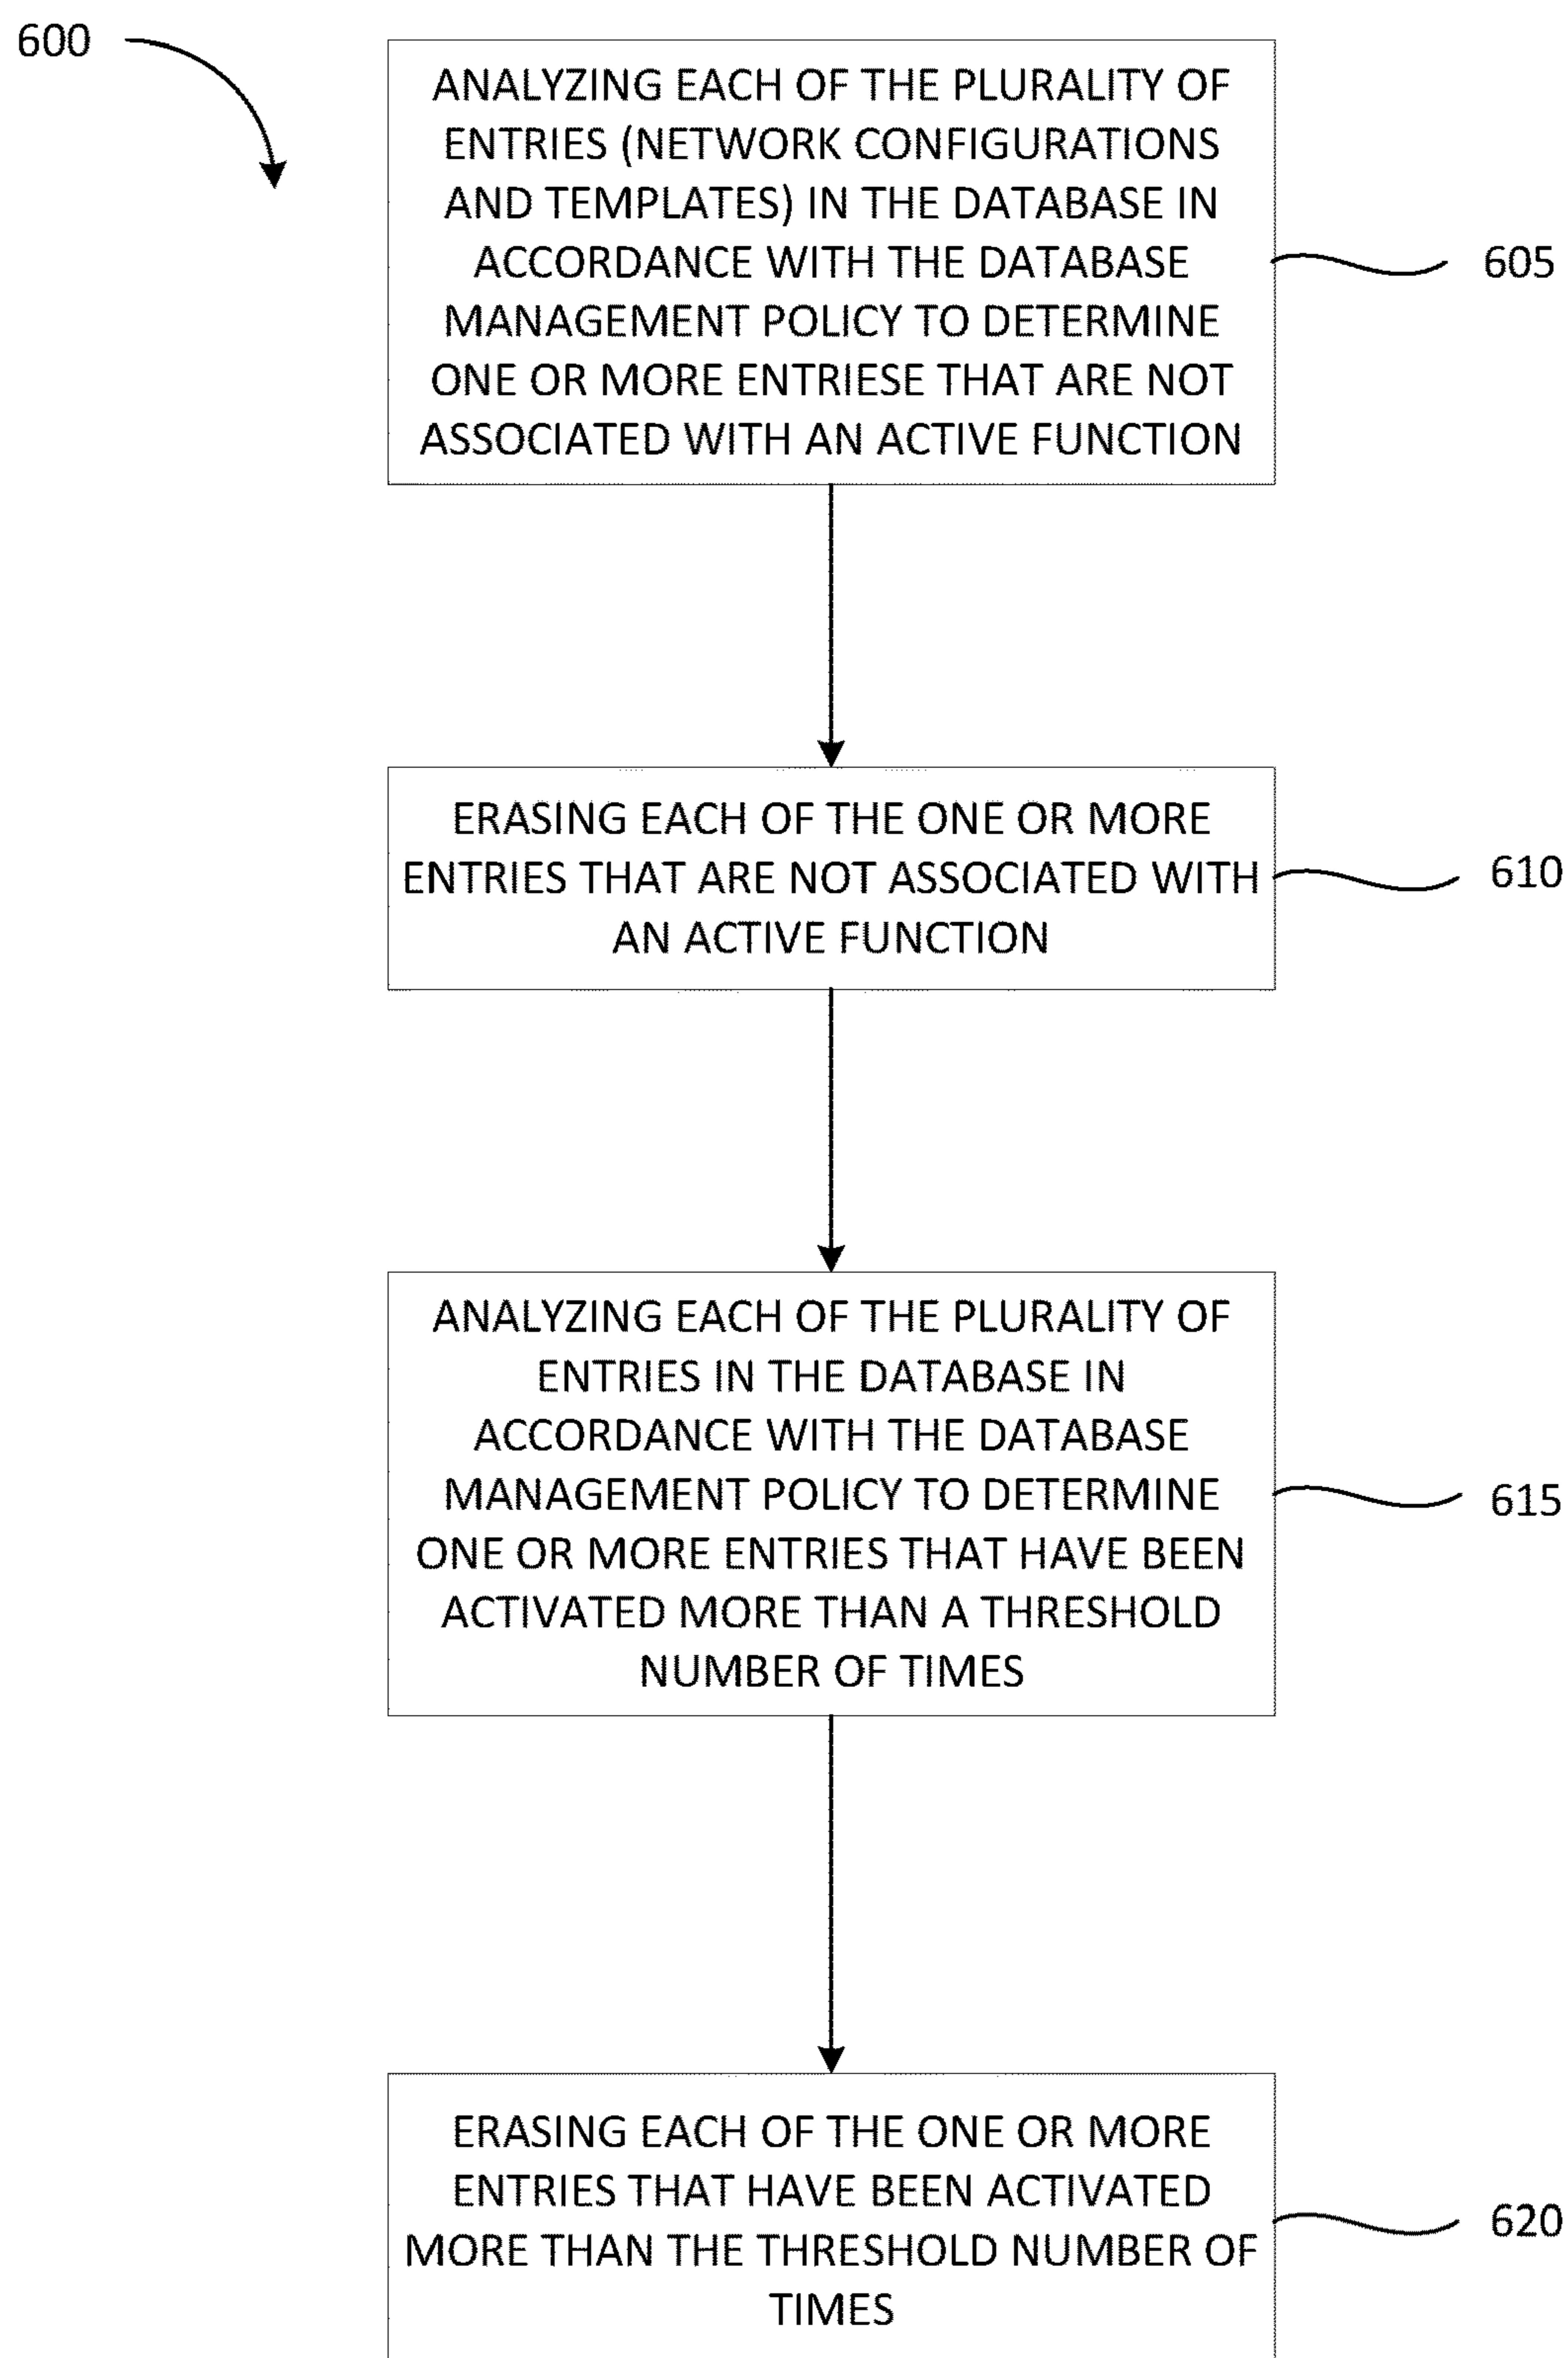 600
ANALYZING EACH OF THE PLURALITY OF
ENTRIES (NETWORK CONFIGURATIONS
AND TEMPLATES) IN THE DATABASE IN
ACCORDANCE WITH THE DATABASE
MANAGEMENT POLICY TO DETERMINE
ONE OR MORE ENTRIESE THAT ARE NOT
ASSOCIATED WITH AN ACTIVE FUNCTION
605
ERASING EACH OF THE ONE OR MORE
ENTRIES THAT ARE NOT ASSOCIATED WITH
AN ACTIVE FUNCTION
610
ANALYZING EACH OF THE PLURALITY OF
ENTRIES IN THE DATABASE IN
ACCORDANCE WITH THE DATABASE
MANAGEMENT POLICY TO DETERMINE
ONE OR MORE ENTRIES THAT HAVE BEEN
ACTIVATED MORE THAN A THRESHOLD
NUMBER OF TIMES
615
ERASING EACH OF THE ONE OR MORE
ENTRIES THAT HAVE BEEN ACTIVATED
MORE THAN THE THRESHOLD NUMBER OF
TIMES
620